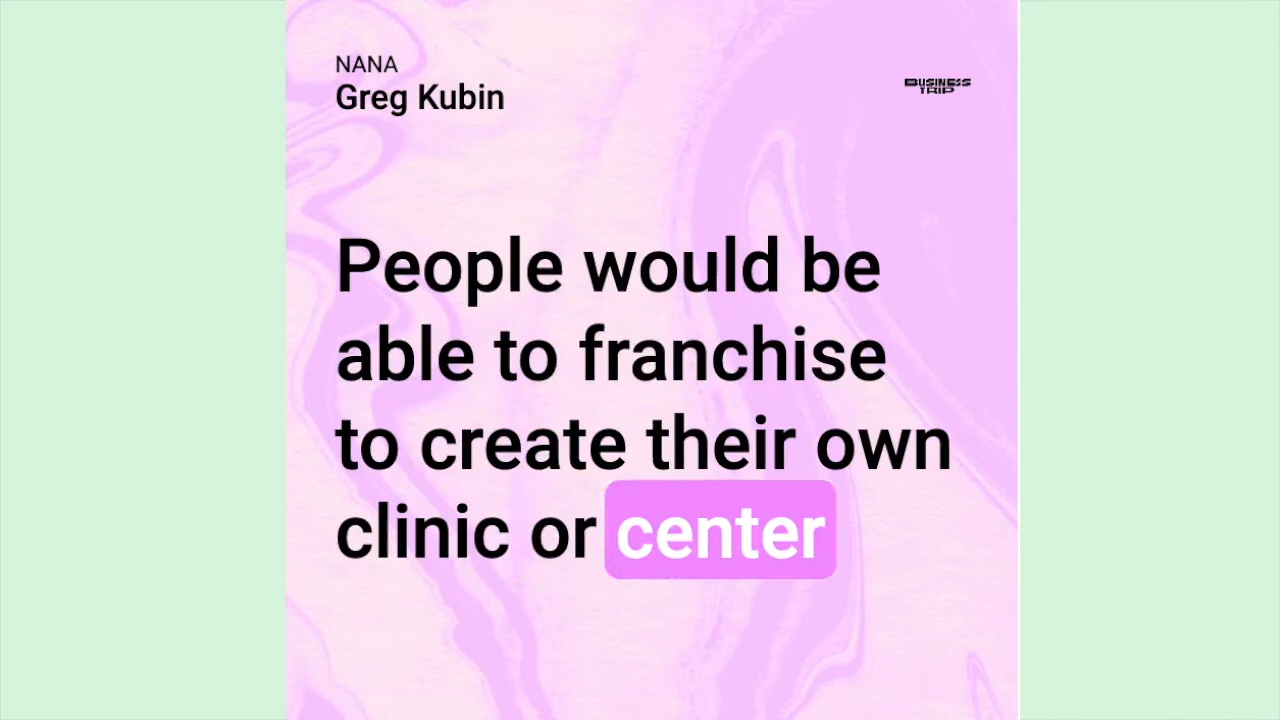 NANA
Greg Kubin
BUSINESS
TRIP
People would be
able to franchise
to create their own
clinic or center